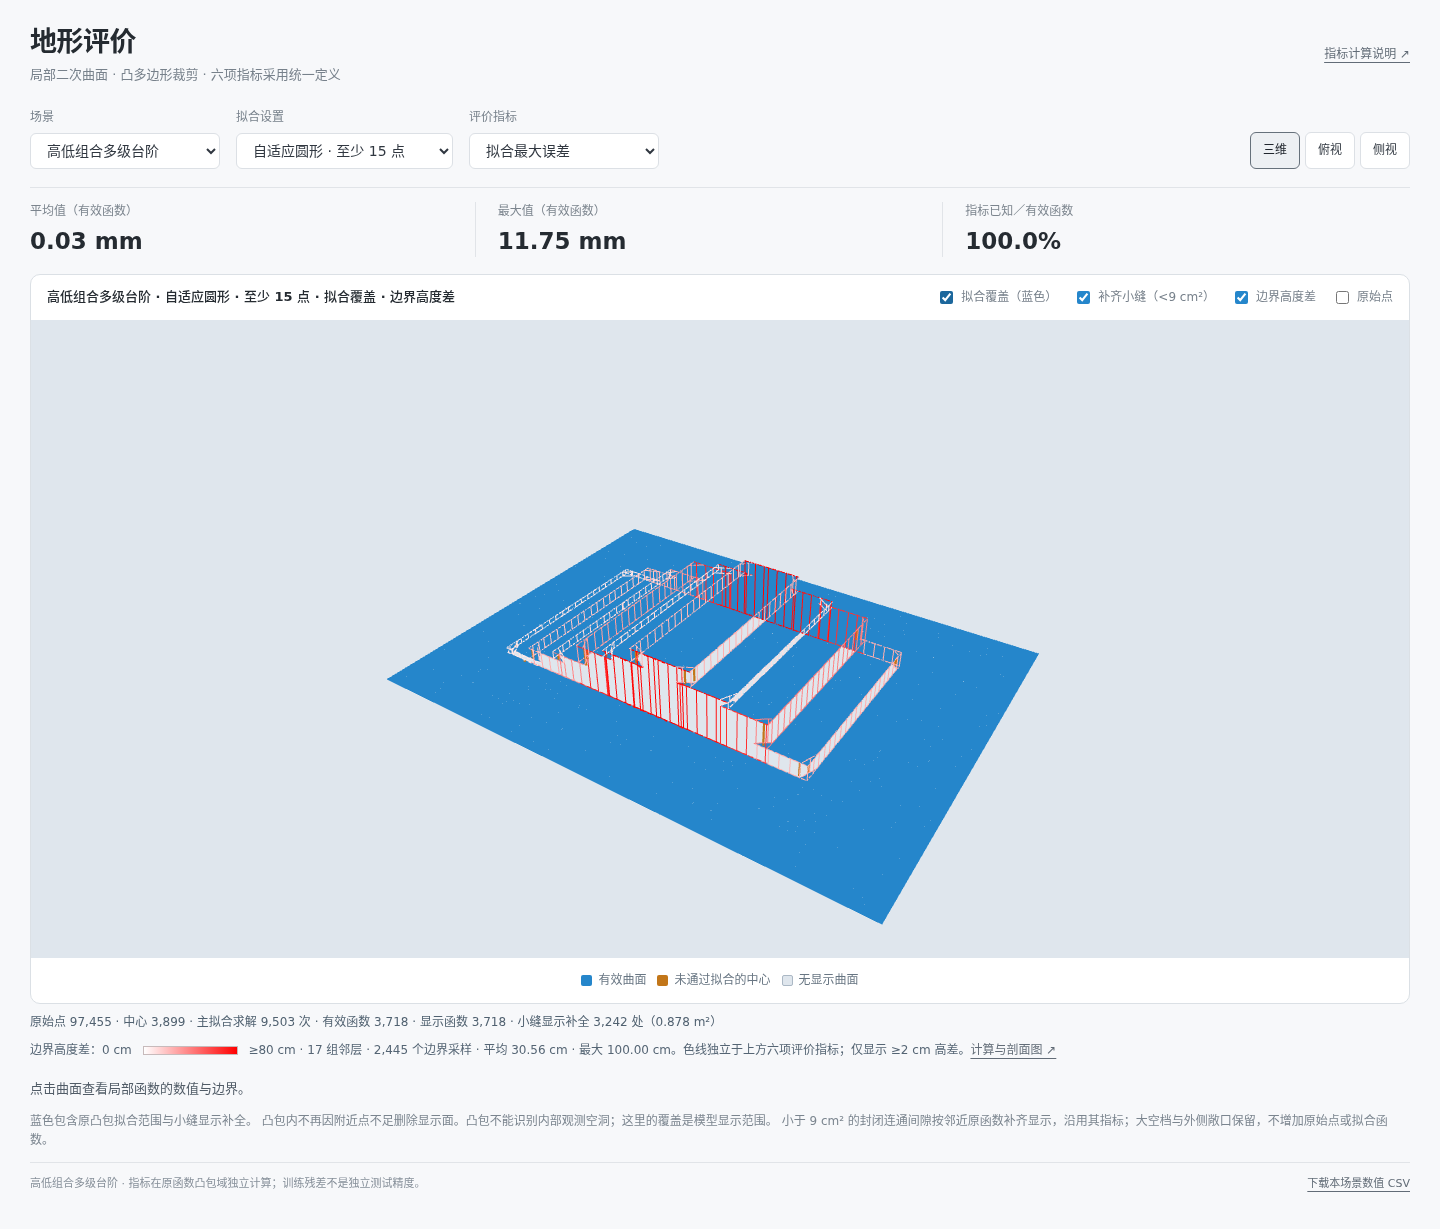 地形评价
指标计算说明 ↗
局部二次曲面 · 凸多边形裁剪 · 六项指标采用统一定义
场景
拟合设置
评价指标
高低组合多级台阶
自适应圆形 · 至少 15 点
拟合最大误差
三维
俯视
侧视
平均值（有效函数）
最大值（有效函数）
指标已知／有效函数
0.03 mm
11.75 mm
100.0%
高低组合多级台阶 · 自适应圆形 · 至少 15 点 · 拟合覆盖 · 边界高度差
拟合覆盖（蓝色）
补齐小缝（<9 cm²）
边界高度差
原始点
有效曲面
未通过拟合的中心
无显示曲面
原始点 97,455 · 中心 3,899 · 主拟合求解 9,503 次 · 有效函数 3,718 · 显示函数 3,718 · 小缝显示补全 3,242 处（0.878 m²）
边界高度差：0 cm ≥80 cm · 17 组邻层 · 2,445 个边界采样 · 平均 30.56 cm · 最大 100.00 cm。色线独立于上方六项评价指标；仅显示 ≥2 cm 高差。计算与剖面图 ↗
点击曲面查看局部函数的数值与边界。
蓝色包含原凸包拟合范围与小缝显示补全。 凸包内不再因附近点不足删除显示面。凸包不能识别内部观测空洞；这里的覆盖是模型显示范围。 小于 9 cm² 的封闭连通间隙按邻近原函数补齐显示，沿用其指标；大空档与外侧敞口保留，不增加原始点或拟合函
数。
高低组合多级台阶 · 指标在原函数凸包域独立计算；训练残差不是独立测试精度。
下载本场景数值 CSV